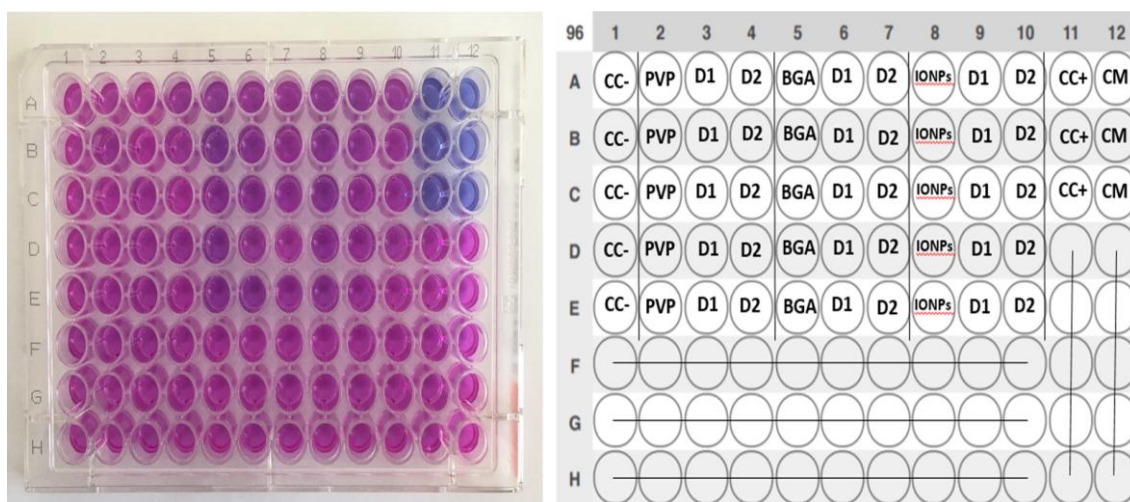 1 2 3 4 5 6 7 8 9 10 11 12
A
B
C
D
E
F
G
H
96 1 2 3 4 5 6 7 8 9 10 11 12
A CC- PVP D1 D2 BGA D1 D2 IONPs D1 D2 CC+ CM
B CC- PVP D1 D2 BGA D1 D2 IONPs D1 D2 CC+ CM
C CC- PVP D1 D2 BGA D1 D2 IONPs D1 D2 CC+ CM
D CC- PVP D1 D2 BGA D1 D2 IONPs D1 D2
E CC- PVP D1 D2 BGA D1 D2 IONPs D1 D2
F
G
H